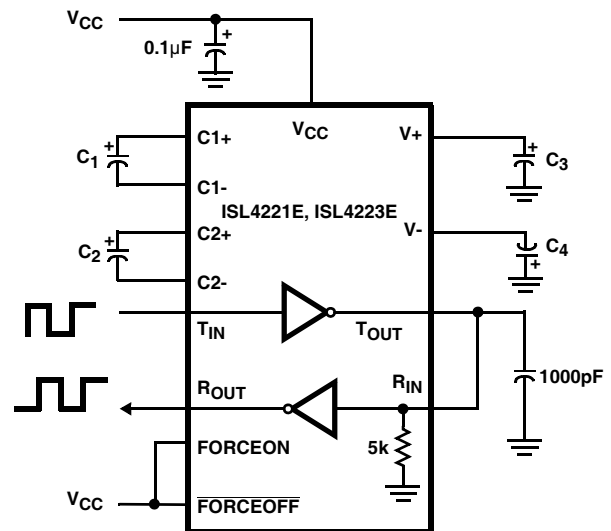 VCC
0.1µF
+
VCC
C1+
V+
C1
+
C3
+
C1-
ISL4221E, ISL4223E
C2+
V-
C2
+
C4
+
C2-
TIN
TOUT
ROUT
RIN
1000pF
5k
FORCEON
VCC
FORCEOFF